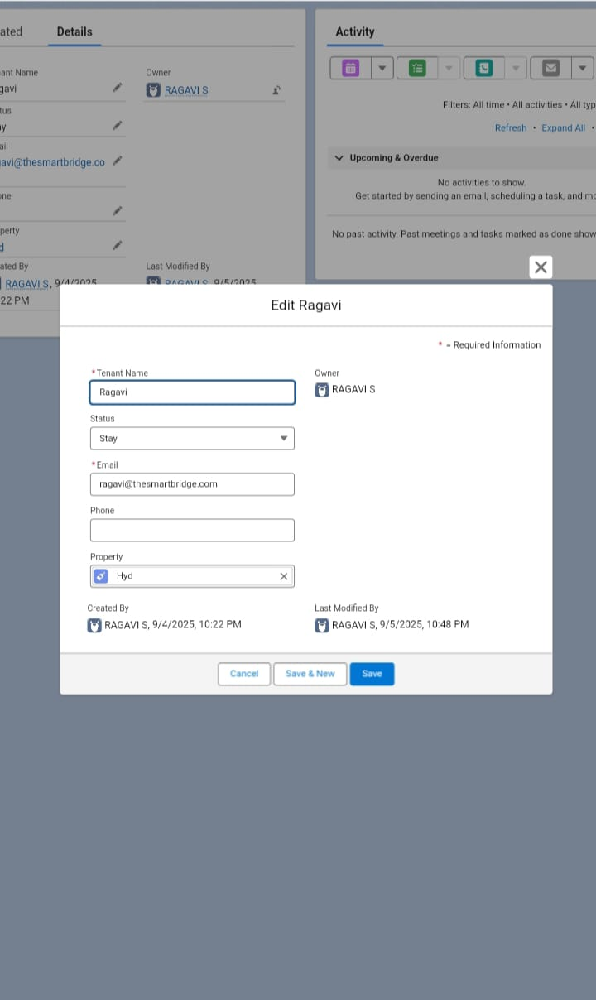 ated Details
Activity
ant Name
gavi
Owner
RAGAVI S
tus
y
ail
avi@thesmartbridge.co
one
perty
d
ated By
RAGAVI S, 9/4/2025
22 PM
Last Modified By
RAGAVI S, 9/5/2025
Filters: All time • All activities • All typ
Refresh • Expand All •
Upcoming & Overdue
No activities to show.
Get started by sending an email, scheduling a task, and mo
No past activity. Past meetings and tasks marked as done show
Edit Ragavi
* = Required Information
*Tenant Name
Ragavi
Owner
RAGAVI S
Status
Stay
*Email
ragavi@thesmartbridge.com
Phone
Property
Hyd
Created By
RAGAVI S, 9/4/2025, 10:22 PM
Last Modified By
RAGAVI S, 9/5/2025, 10:48 PM
Cancel Save & New Save